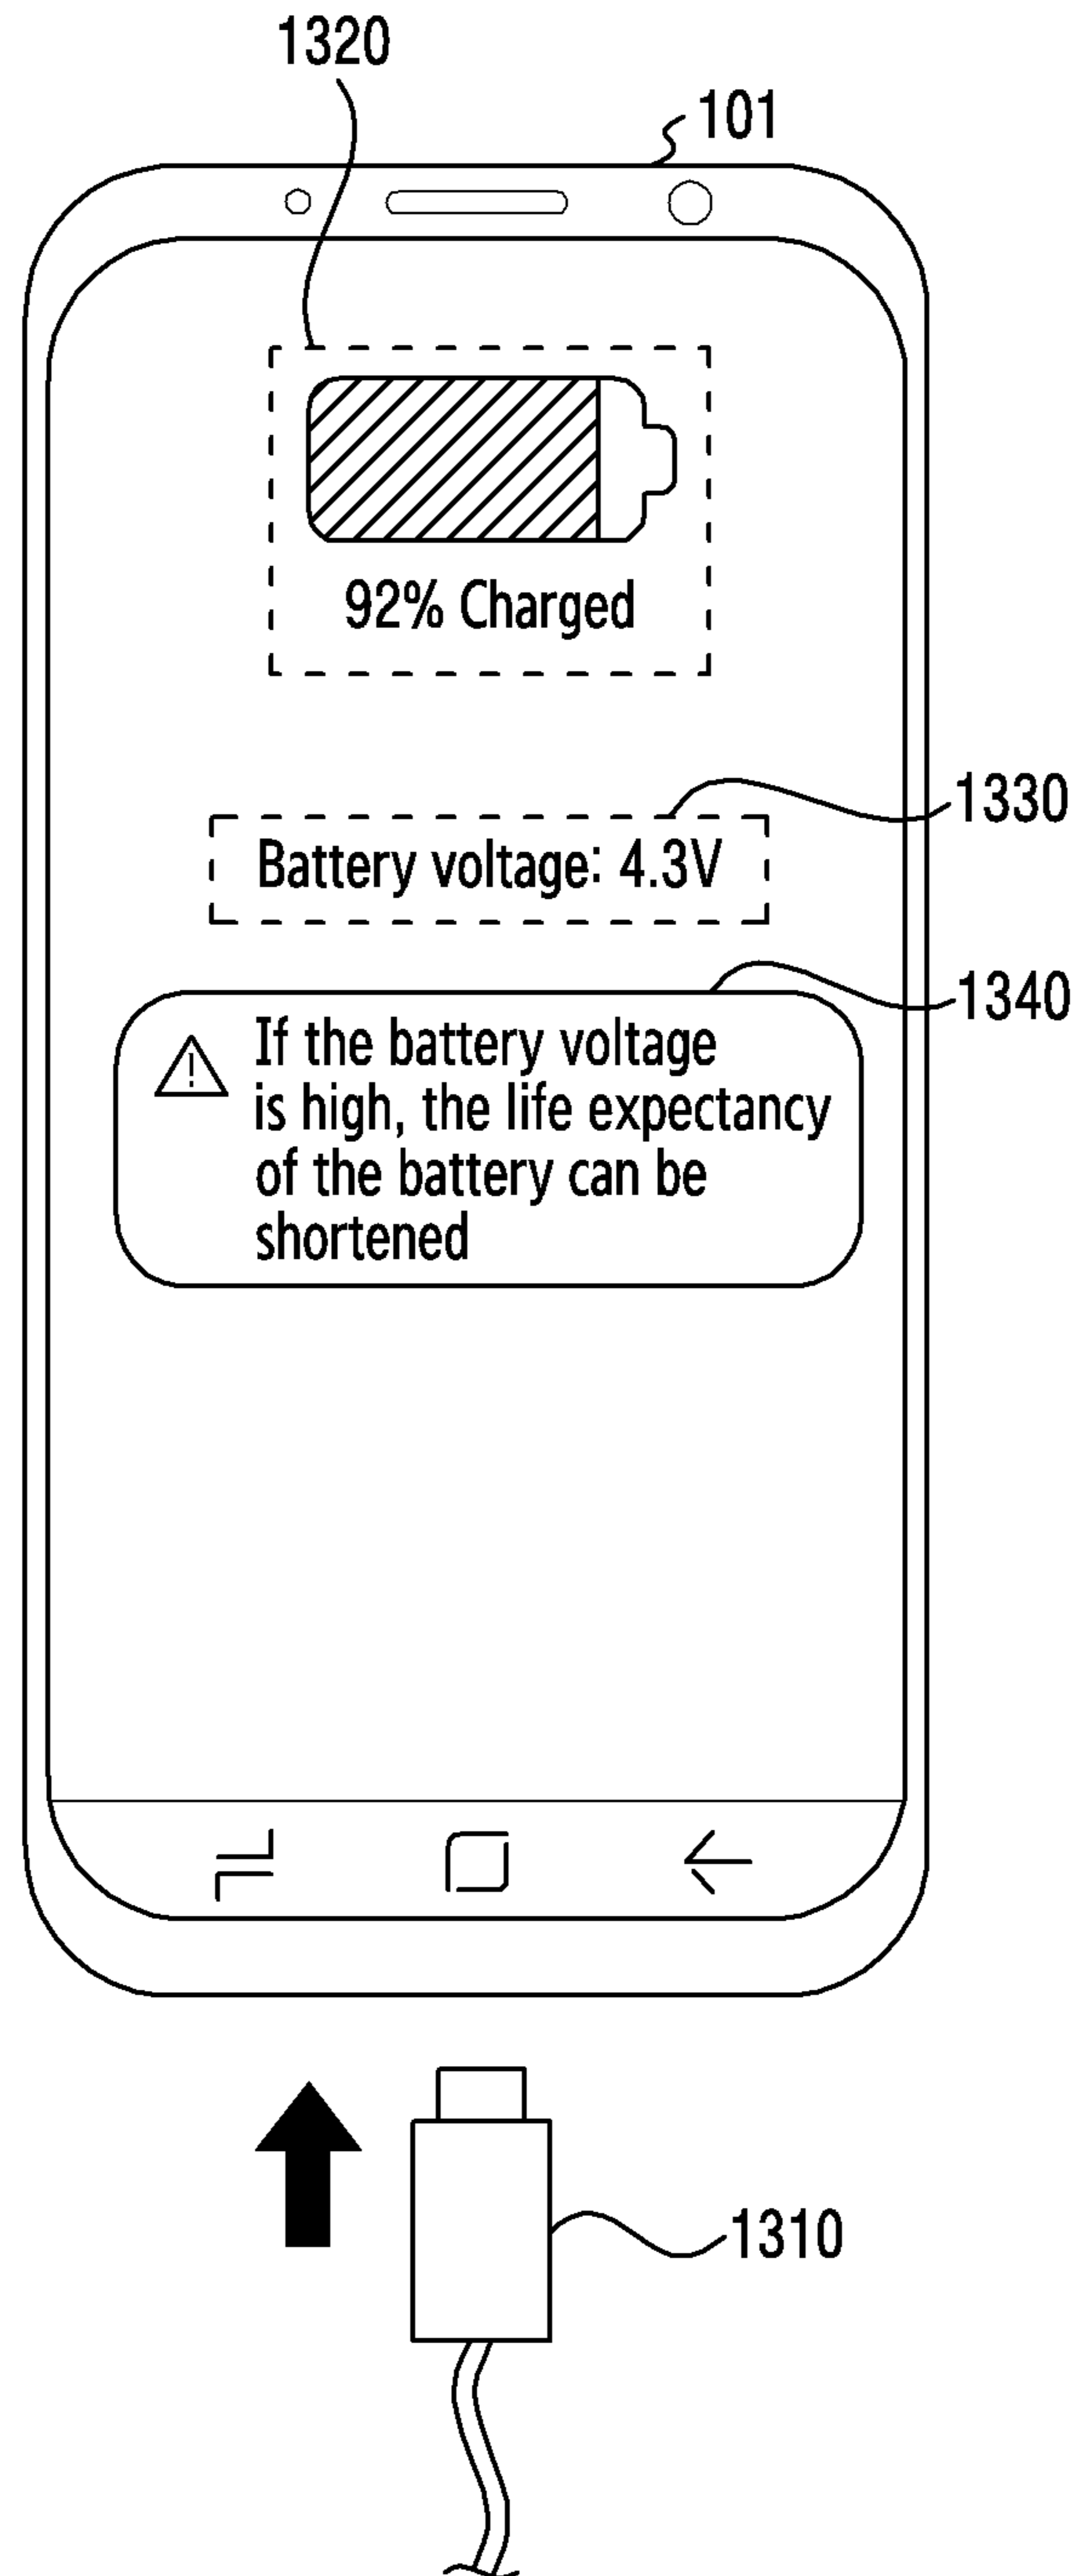 1320
101
92% Charged
1330
Battery voltage: 4.3V
1340
If the battery voltage
is high, the life expectancy
of the battery can be
shortened
1310